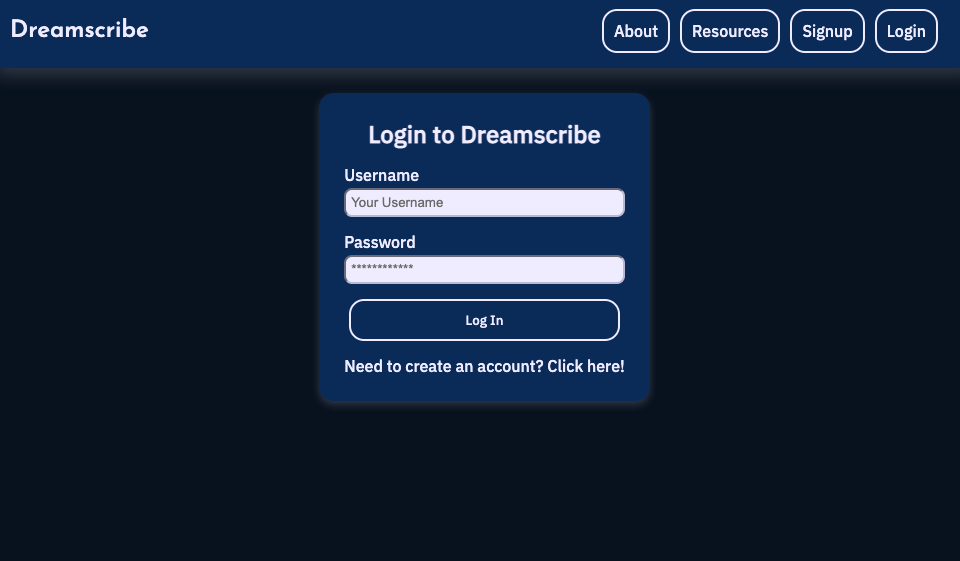 Dreamscribe
About
Resources
Signup
Login
Login to Dreamscribe
Username
Your Username
Password
************
Log In
Need to create an account? Click here!